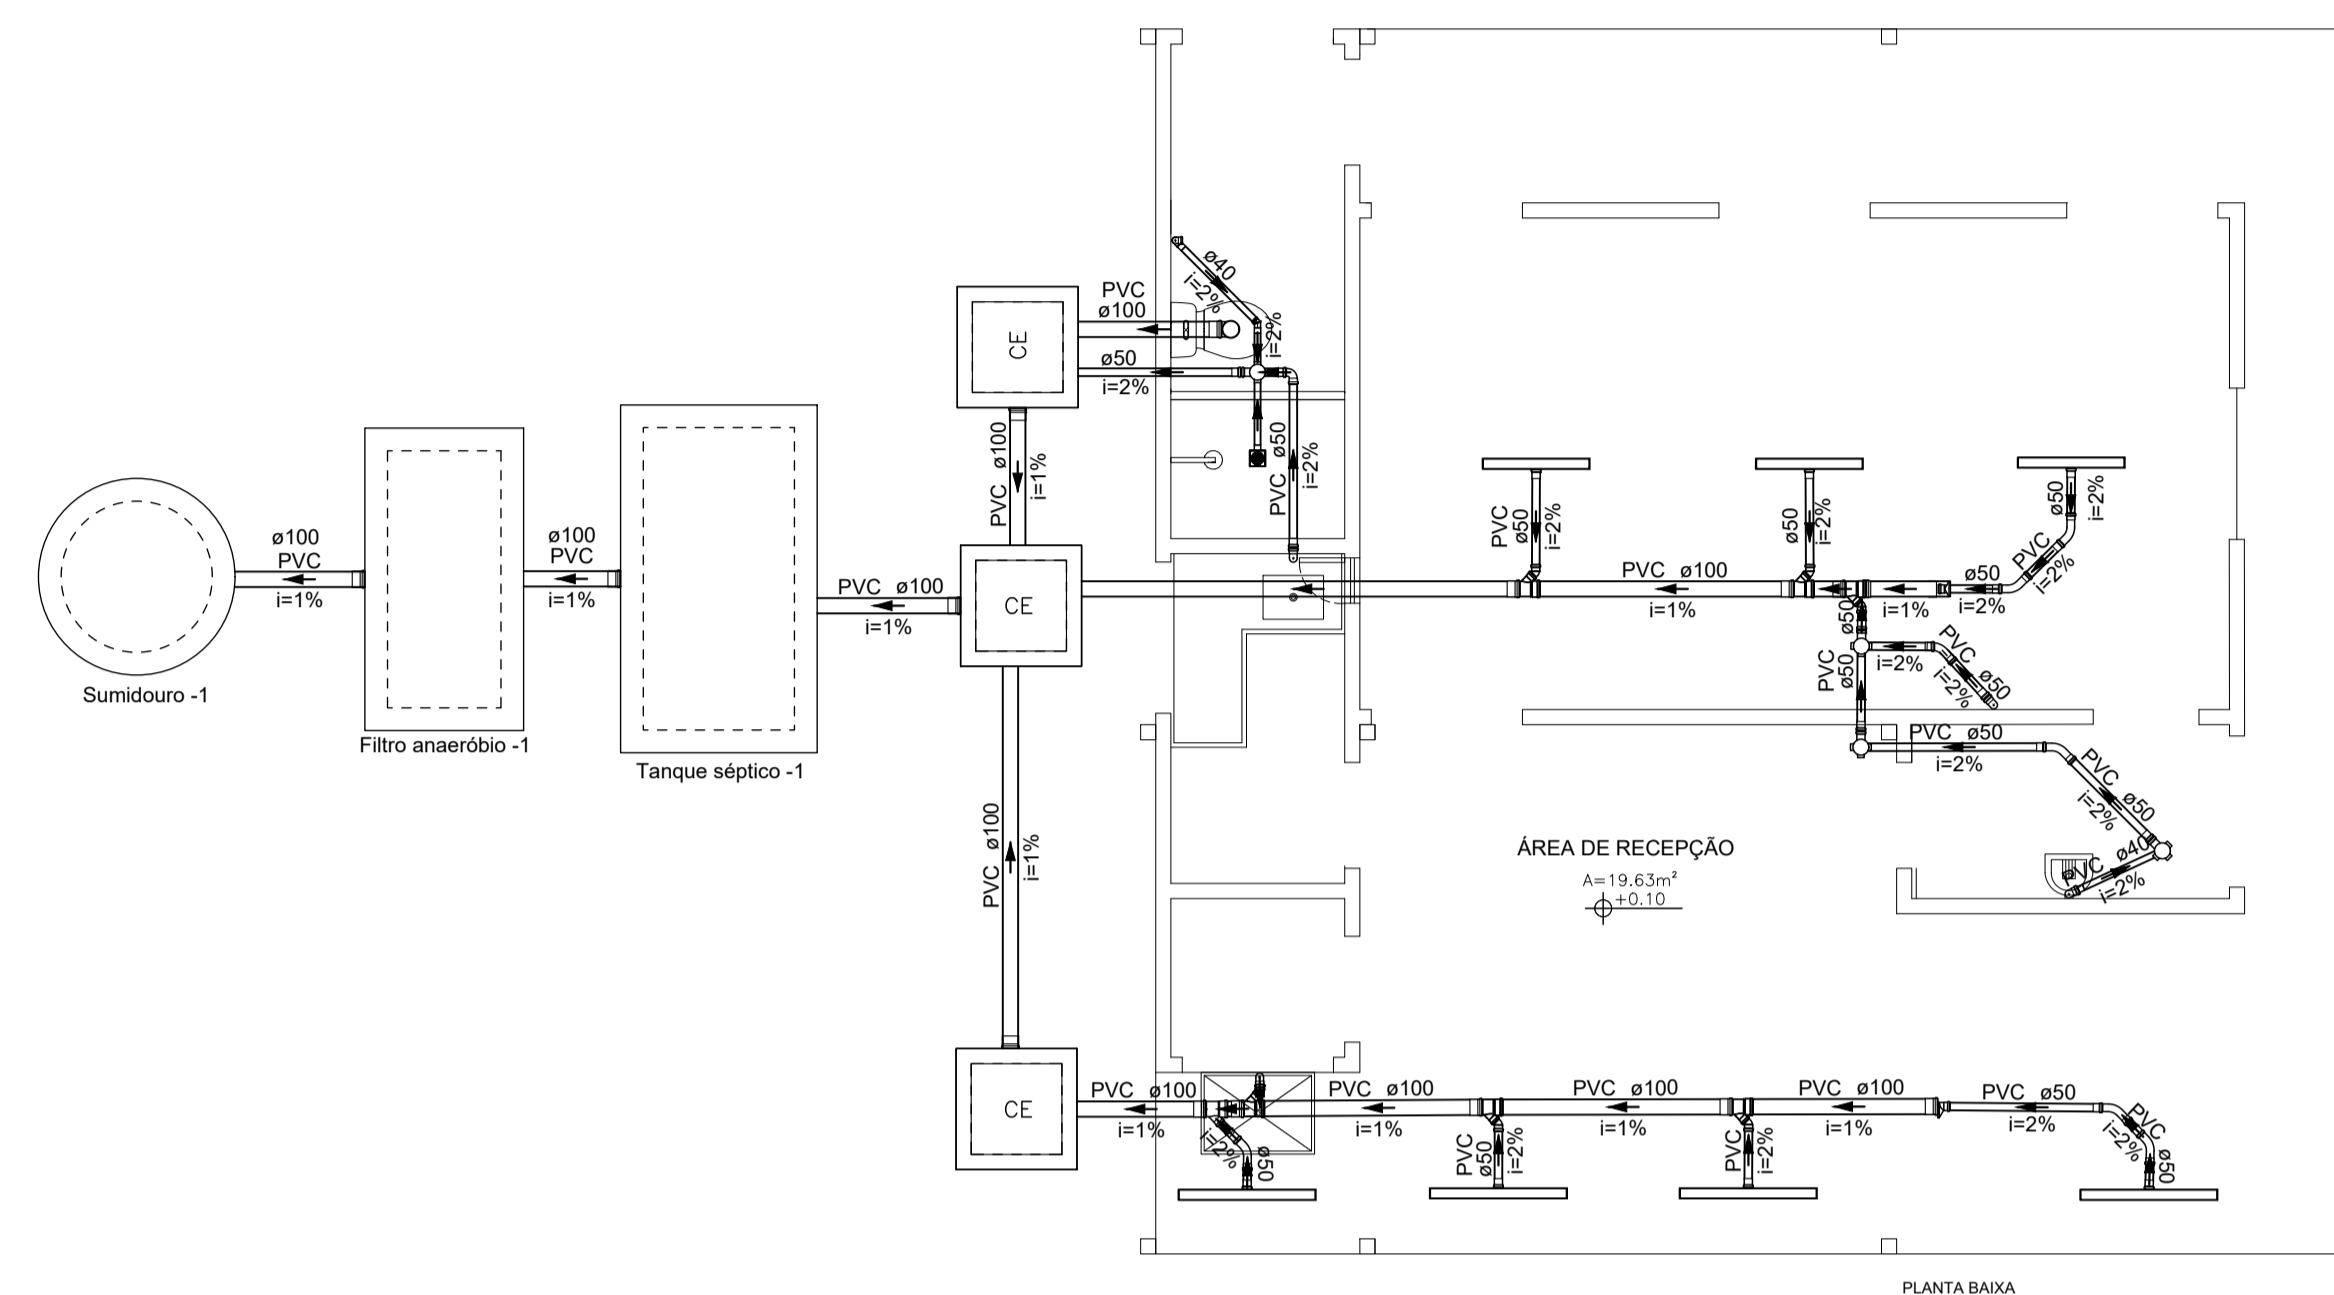 ø40
i=2%
PVC
ø100
i=2%
CE
ø50
i=2%
PVC ø100
i=1%
PVC ø50
i=2%
PVC
ø50
i=2%
ø50
i=2%
ø50
i=2%
PVC
i=2%
ø100
PVC
i=1%
ø100
PVC
i=1%
PVC ø100
i=1%
CE
PVC ø100
i=1%
i=1%
ø50
i=2%
ø50
i=2%
PVC ø50
i=2%
PVC
ø50
Sumidouro -1
Filtro anaeróbio -1
Tanque séptico -1
PVC ø50
i=2%
PVC ø50
i=2%
PVC ø40
i=2%
PVC ø100
i=1%
ÁREA DE RECEPÇÃO
A=19.63m²
+0.10
CE
PVC ø100
i=1%
PVC ø100
i=1%
PVC ø100
i=1%
PVC ø100
i=1%
PVC ø50
i=2%
PVC
i=2%
ø50
i=2%
ø50
PVC
ø50
i=2%
PVC
i=2%
PLANTA BAIXA